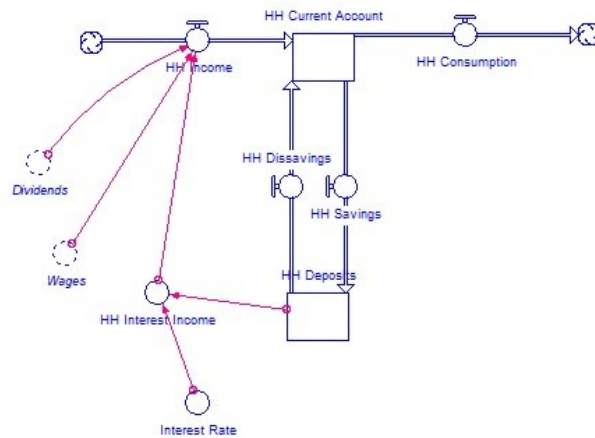 HH Current Account
HH Income
HH Consumption
HH Dissavings
Dividends
HH Savings
Wages
HH Deposits
HH Interest Income
Interest Rate